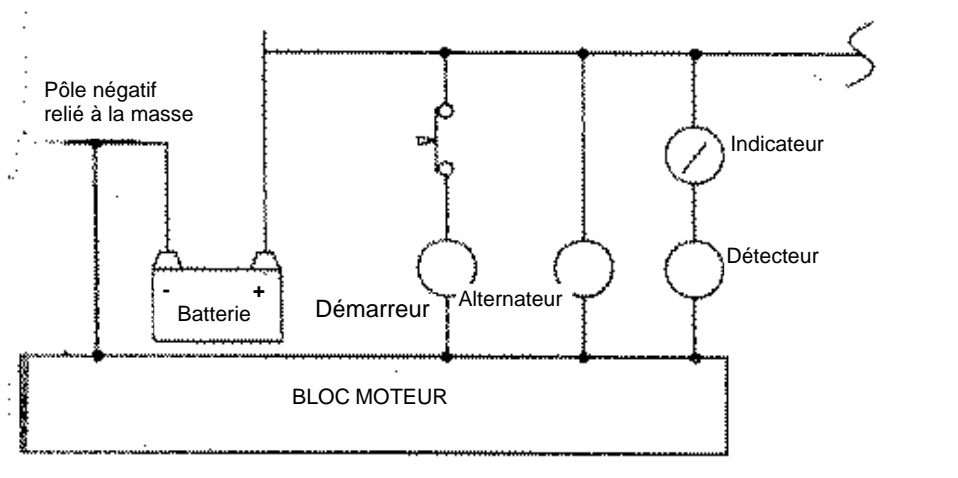 Pôle négatif
relié à la masse
Indicateur
Détecteur
- +
Batterie
Démarreur
Alternateur
BLOC MOTEUR